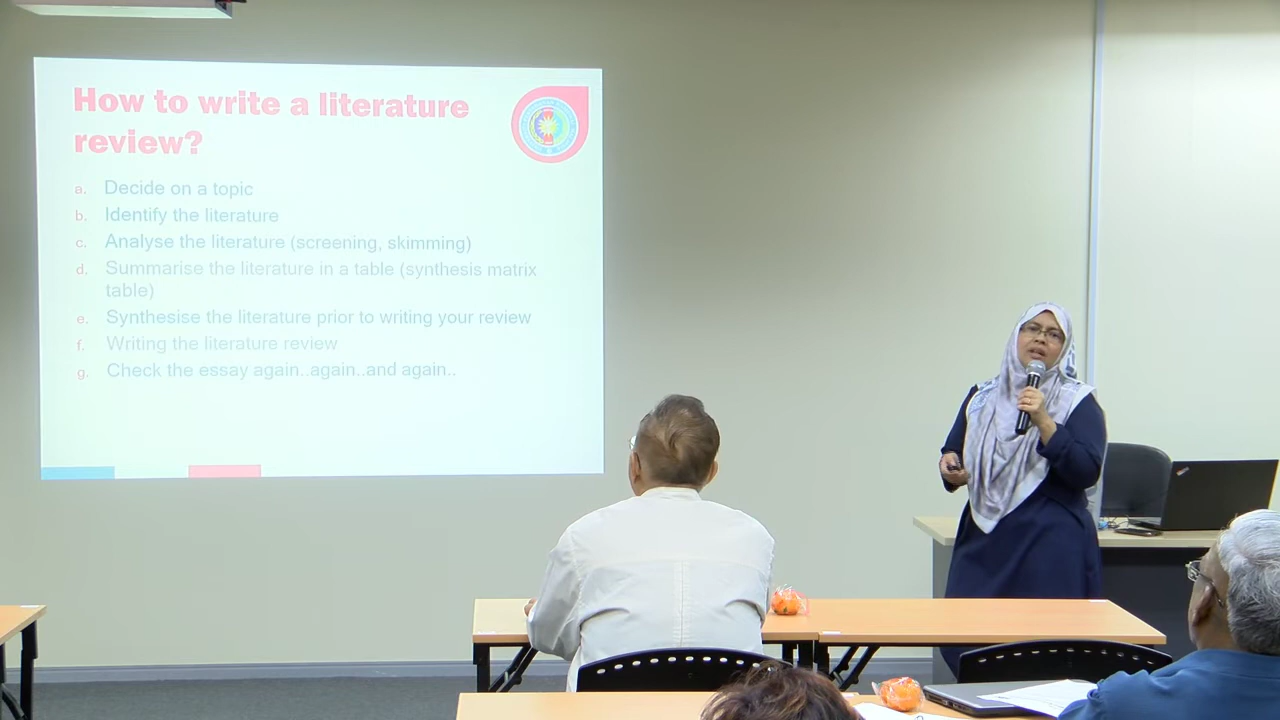 How to write a literature
review?
a. Decide on a topic
b. Identify the literature
c. Analyse the literature (screening, skimming)
d. Summarise the literature in a table (synthesis matrix
table)
e. Synthesise the literature prior to writing your review
f. Writing the literature review
g. Check the essay again..again..and again..